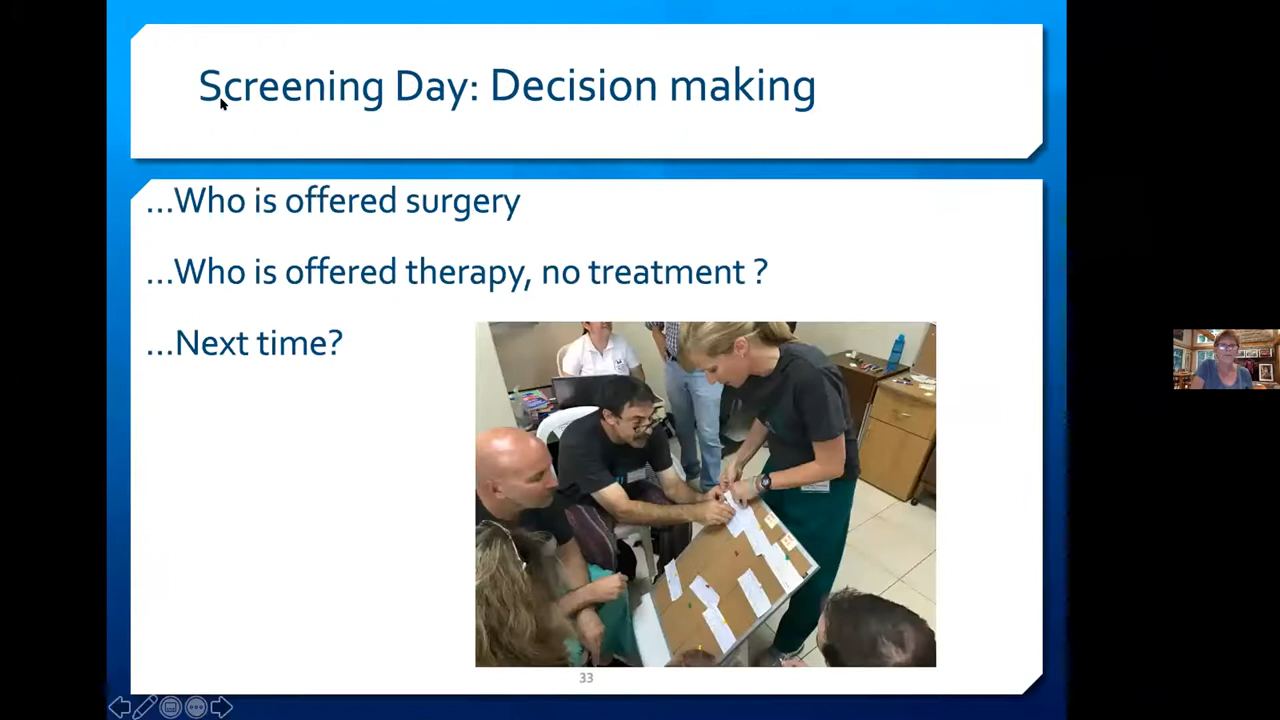 Screening Day: Decision making
...Who is offered surgery
...Who is offered therapy, no treatment ?
...Next time?
33